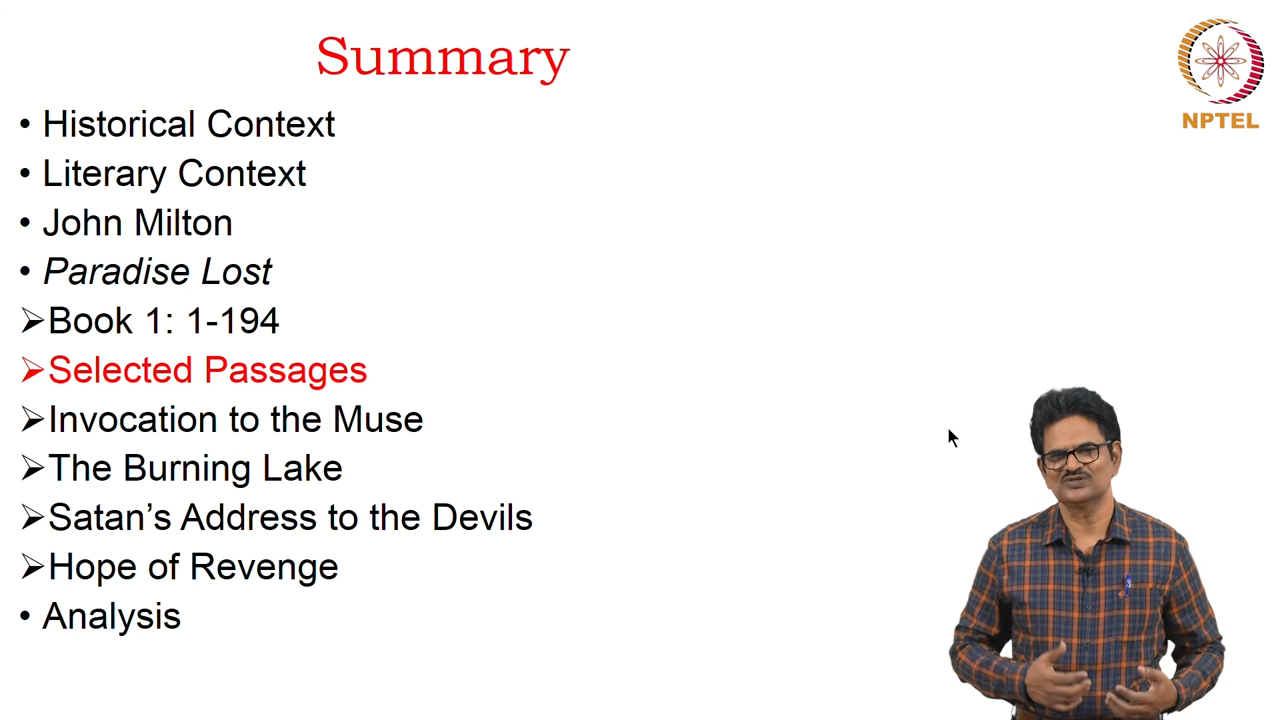 Summary
NPTEL
• Historical Context
• Literary Context
• John Milton
• Paradise Lost
➢Book 1: 1-194
➢Selected Passages
➢Invocation to the Muse
➢The Burning Lake
➢Satan’s Address to the Devils
➢Hope of Revenge
• Analysis